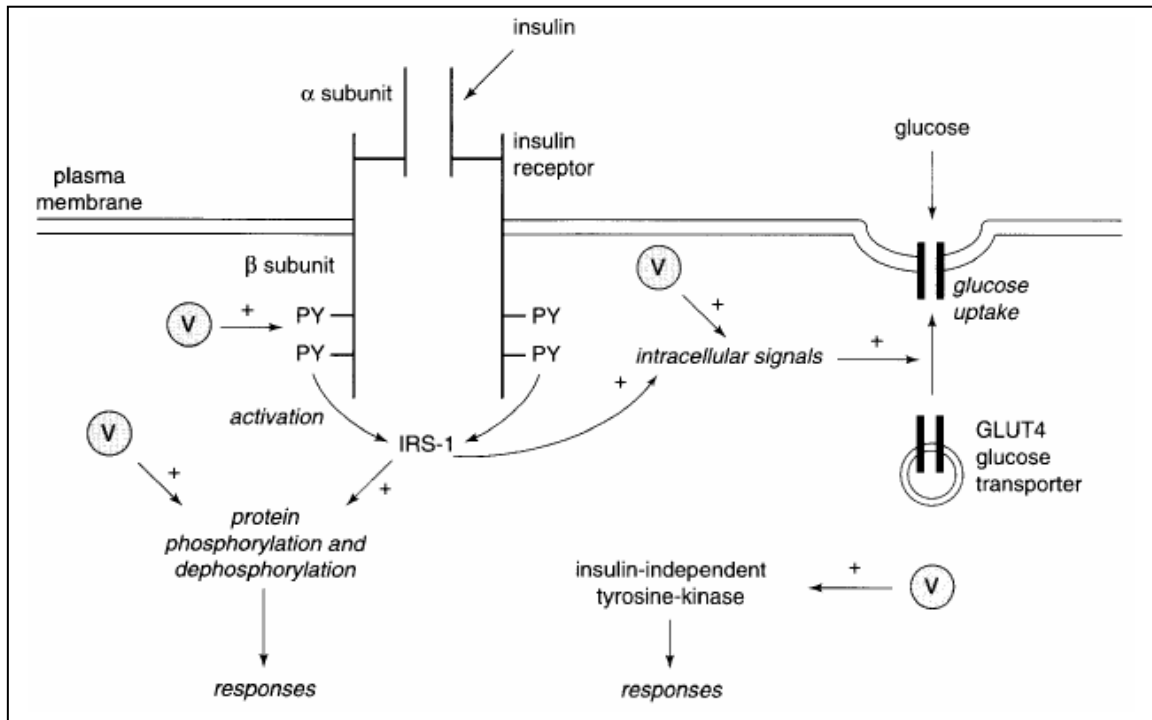 insulin
α subunit
insulin
receptor
glucose
plasma
membrane
β subunit
V
+
glucose
uptake
V
+
PY
PY
PY
PY
intracellular signals
+
+
activation
V
+
IRS-1
+
GLUT4
glucose
transporter
protein
phosphorylation and
dephosphorylation
insulin-independent
tyrosine-kinase
+
V
responses
responses